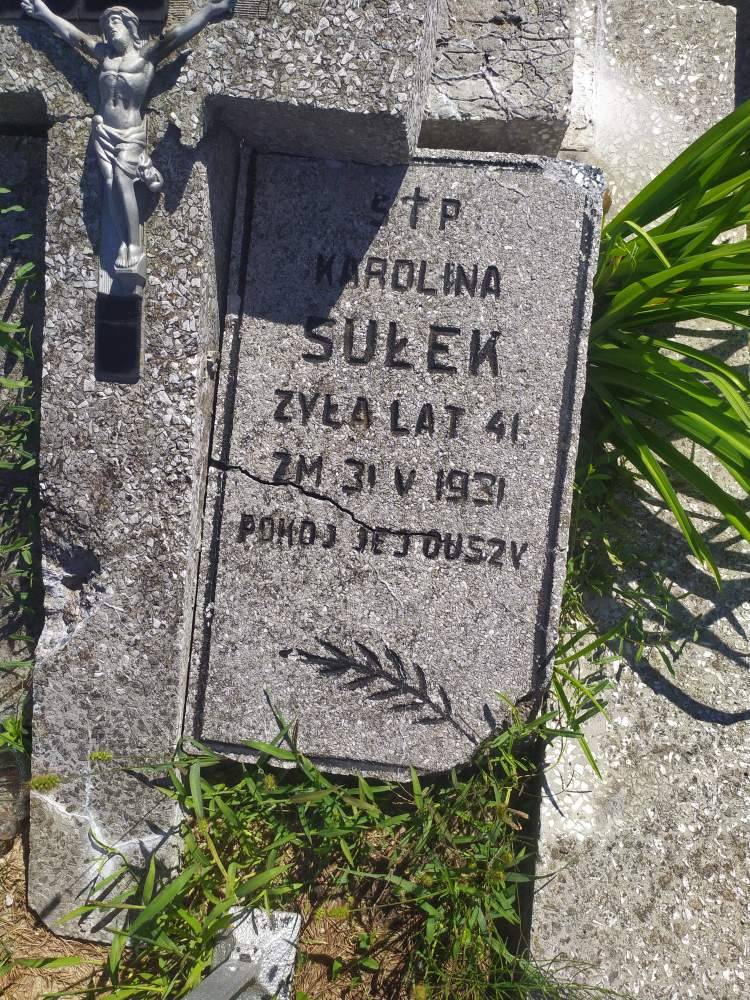 Ś † P
KAROLINA
SUŁEK
ŻYŁA LAT 41
ZM 31 V 1931
POKÓJ JEJ DUSZY